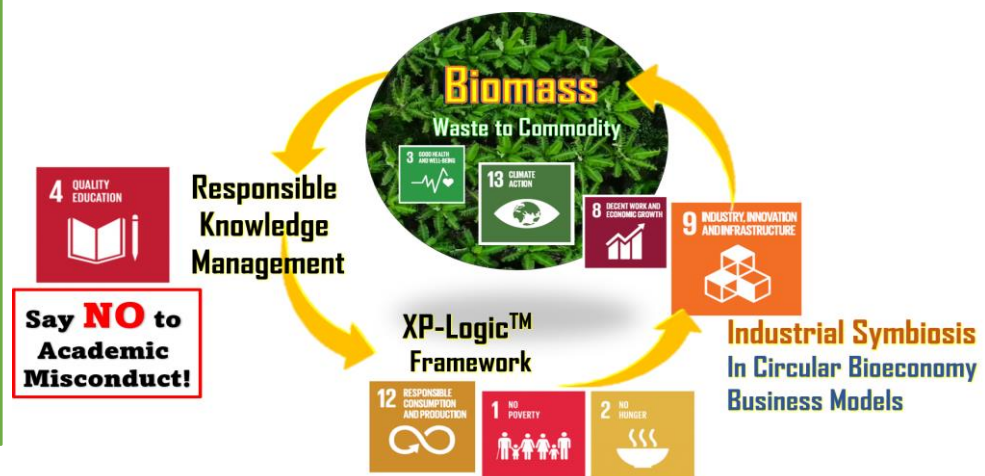 Biomass
Waste to Commodity
3 GOOD HEALTH
AND WELL-BEING
13 CLIMATE
ACTION
8 DECENT WORK AND
ECONOMIC GROWTH
4 QUALITY
EDUCATION
Responsible
Knowledge
Management
9 INDUSTRY, INNOVATION
AND INFRASTRUCTURE
Say NO to
Academic
Misconduct!
XP-Logic™
Framework
Industrial Symbiosis
In Circular Bioeconomy
Business Models
12 RESPONSIBLE
CONSUMPTION
AND PRODUCTION
1 NO
POVERTY
2 NO
HUNGER